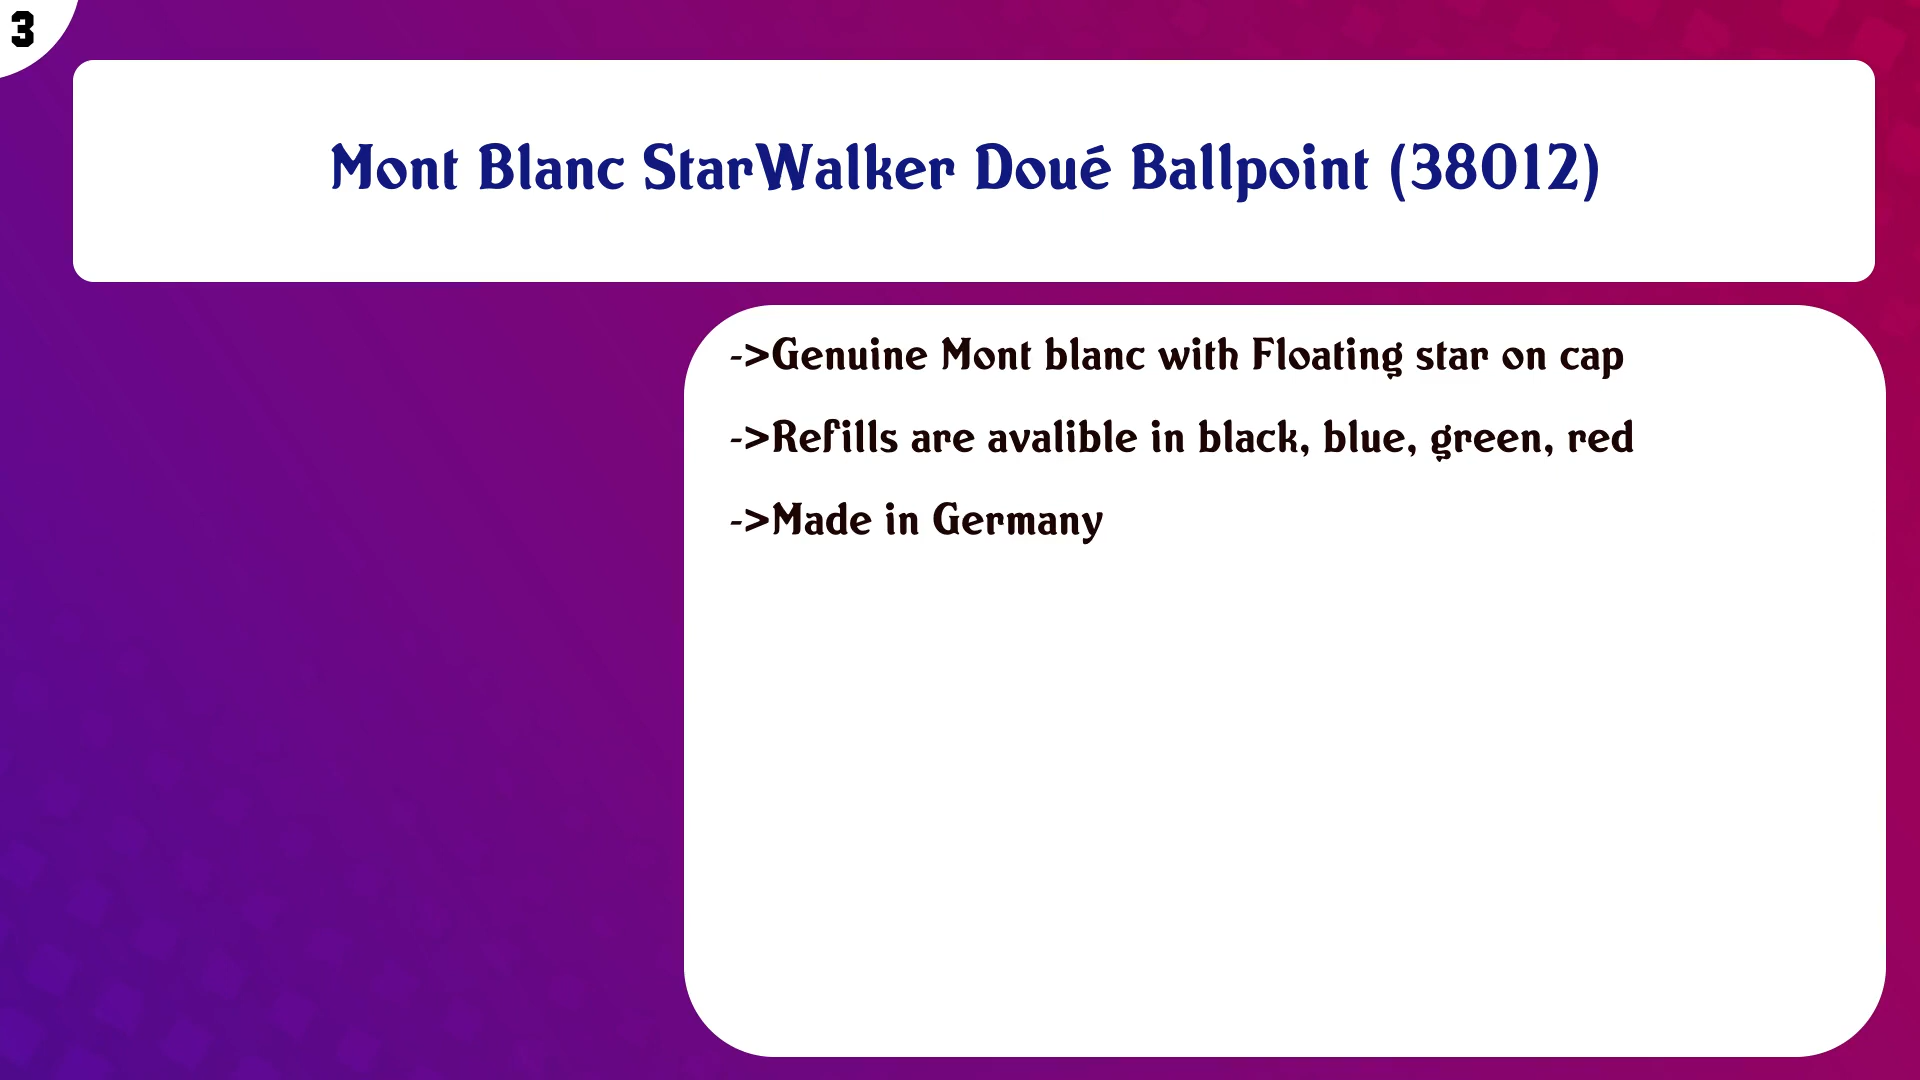 3
Mont Blanc StarWalker Doué Ballpoint (38012)
->Genuine Mont blanc with Floating star on cap
->Refills are avalible in black, blue, green, red
->Made in Germany